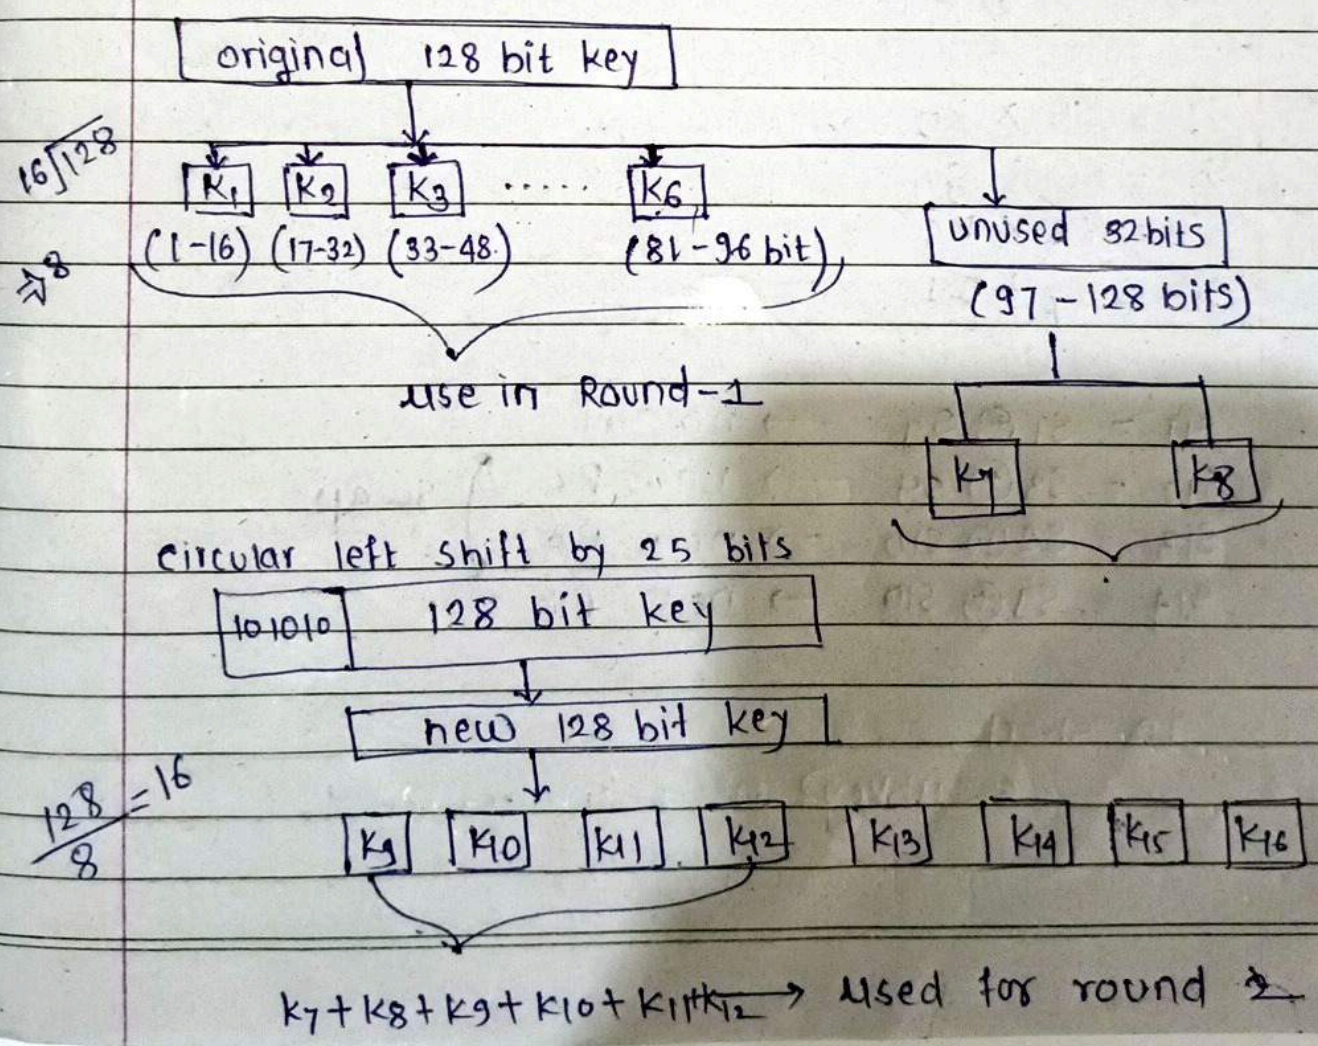 original 128 bit key
16)128
K1 K2 K3 ...... K6
unused 32 bits
(1-16) (17-32) (33-48) (81-96 bit)
⇒8
(97-128 bits)
use in Round-1
K7 K8
circular left shift by 25 bits
101010 128 bit key
new 128 bit key
128/8 = 16
K9 K10 K11 K12 K13 K14 K15 K16
K7+K8+K9+K10+K11+K12 → used for round 2